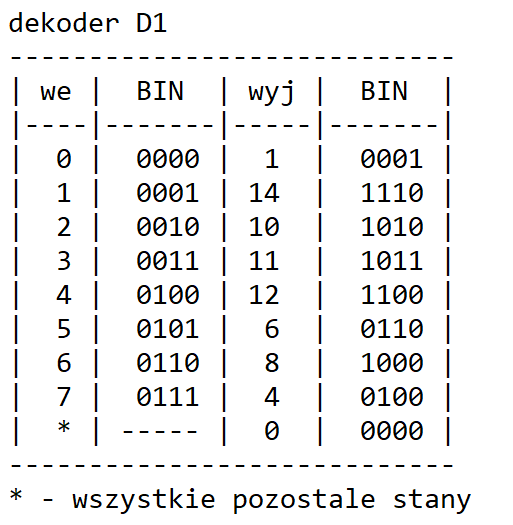 dekoder D1
----------------------------
| we |  BIN  | wyj |  BIN  |
|----|-------|-----|-------|
|  0 |  0000 |  1  |  0001 |
|  1 |  0001 | 14  |  1110 |
|  2 |  0010 | 10  |  1010 |
|  3 |  0011 | 11  |  1011 |
|  4 |  0100 | 12  |  1100 |
|  5 |  0101 |  6  |  0110 |
|  6 |  0110 |  8  |  1000 |
|  7 |  0111 |  4  |  0100 |
|  * | ----- |  0  |  0000 |
----------------------------
* - wszystkie pozostale stany